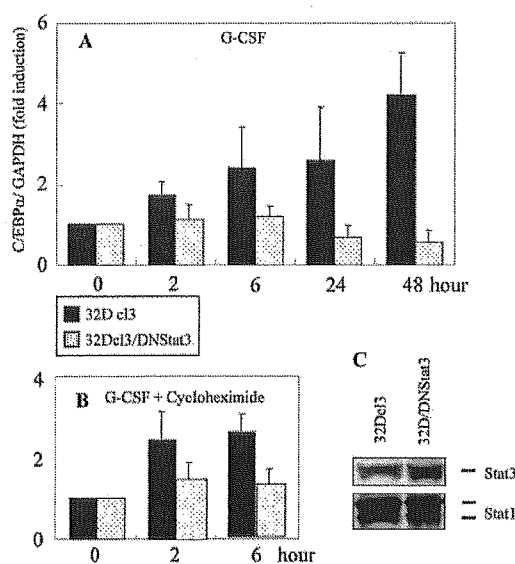 6
A
G-CSF
4
2
0
C/EBPα/ GAPDH (fold induction)
0 2 6 24 48 hour
32D cl3
32Dcl3/DNStat3
4
B
G-CSF + Cycloheximide
2
0
0 2 6 hour
C
32Dcl3
32D/DNStat3
Stat3
Stat1